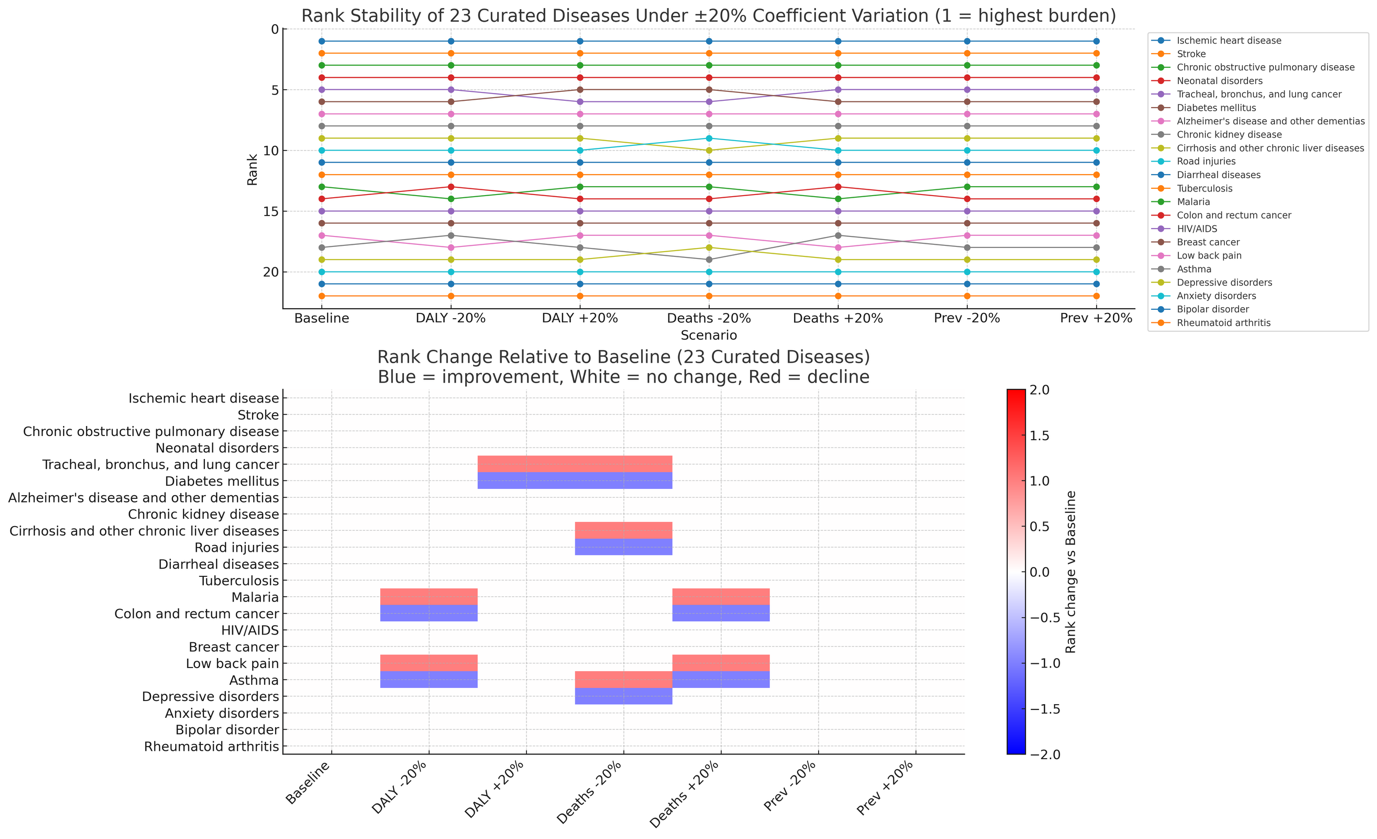 Rank Stability of 23 Curated Diseases Under ±20% Coefficient Variation (1 = highest burden)
0
5
10
15
20
Rank
Baseline
DALY -20%
DALY +20%
Deaths -20%
Deaths +20%
Prev -20%
Prev +20%
Scenario
Ischemic heart disease
Stroke
Chronic obstructive pulmonary disease
Neonatal disorders
Tracheal, bronchus, and lung cancer
Diabetes mellitus
Alzheimer's disease and other dementias
Chronic kidney disease
Cirrhosis and other chronic liver diseases
Road injuries
Diarrheal diseases
Tuberculosis
Malaria
Colon and rectum cancer
HIV/AIDS
Breast cancer
Low back pain
Asthma
Depressive disorders
Anxiety disorders
Bipolar disorder
Rheumatoid arthritis
Rank Change Relative to Baseline (23 Curated Diseases)
Blue = improvement, White = no change, Red = decline
Ischemic heart disease
Stroke
Chronic obstructive pulmonary disease
Neonatal disorders
Tracheal, bronchus, and lung cancer
Diabetes mellitus
Alzheimer's disease and other dementias
Chronic kidney disease
Cirrhosis and other chronic liver diseases
Road injuries
Diarrheal diseases
Tuberculosis
Malaria
Colon and rectum cancer
HIV/AIDS
Breast cancer
Low back pain
Asthma
Depressive disorders
Anxiety disorders
Bipolar disorder
Rheumatoid arthritis
Baseline
DALY -20%
DALY +20%
Deaths -20%
Deaths +20%
Prev -20%
Prev +20%
2.0
1.5
1.0
0.5
0.0
−0.5
−1.0
−1.5
−2.0
Rank change vs Baseline